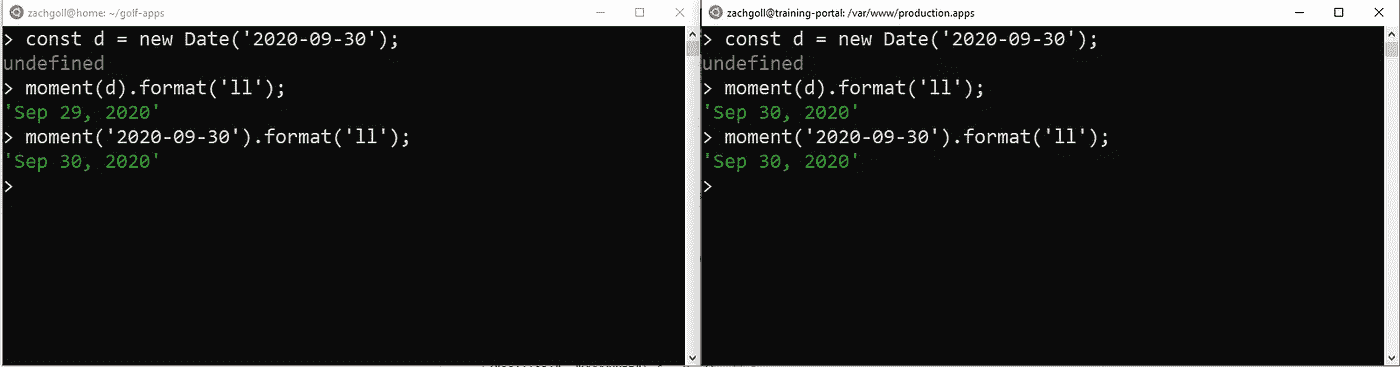 zachgoll@home: ~/golf-apps
> const d = new Date('2020-09-30');
undefined
> moment(d).format('ll');
'Sep 29, 2020'
> moment('2020-09-30').format('ll');
'Sep 30, 2020'
>
zachgoll@training-portal: /var/www/production.apps
> const d = new Date('2020-09-30');
undefined
> moment(d).format('ll');
'Sep 30, 2020'
> moment('2020-09-30').format('ll');
'Sep 30, 2020'
>